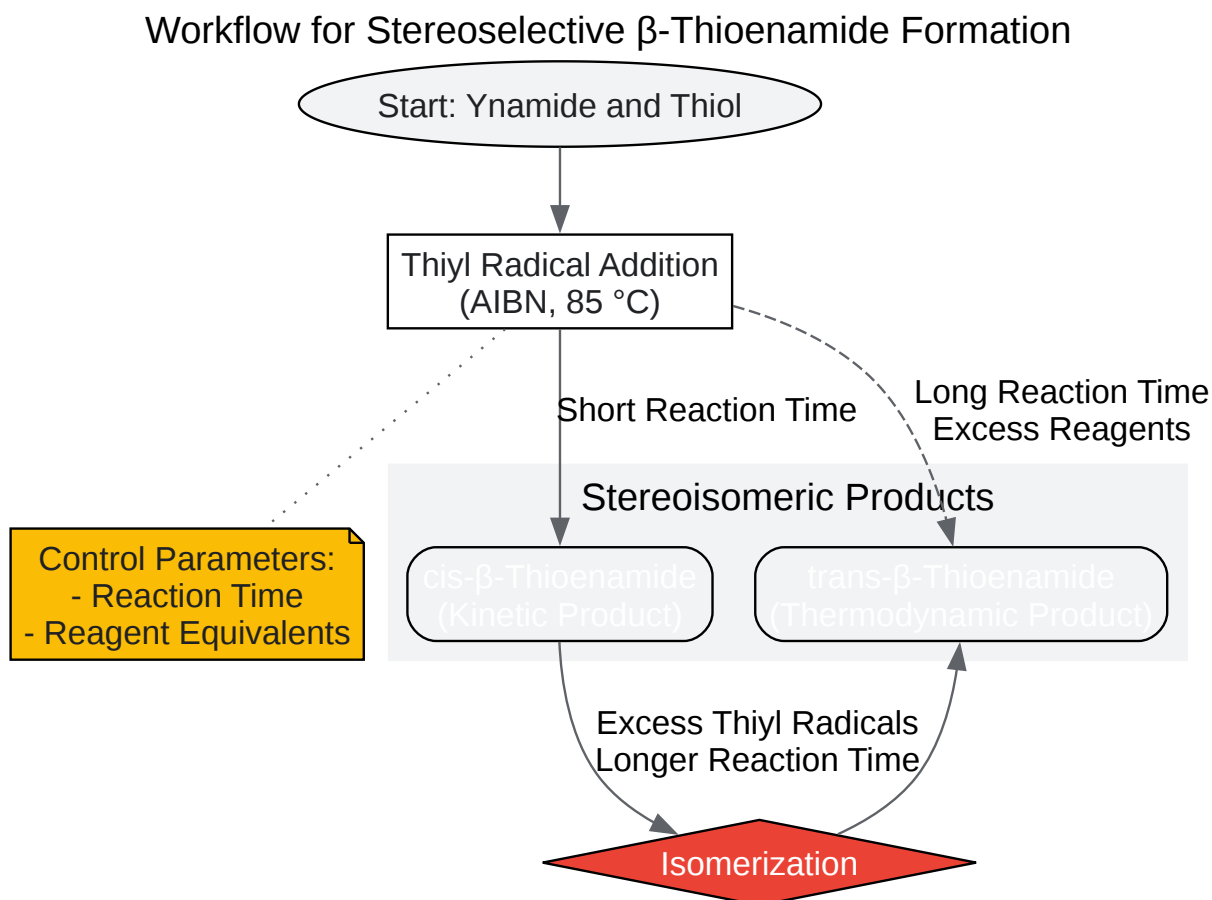 Workflow for Stereoselective β-Thioenamide Formation
Start: Ynamide and Thiol
Thiyl Radical Addition
(AIBN, 85 °C)
Short Reaction Time
Long Reaction Time
Excess Reagents
Stereoisomeric Products
Control Parameters:
- Reaction Time
- Reagent Equivalents
cis-β-Thioenamide
(Kinetic Product)
trans-β-Thioenamide
(Thermodynamic Product)
Excess Thiyl Radicals
Longer Reaction Time
Isomerization